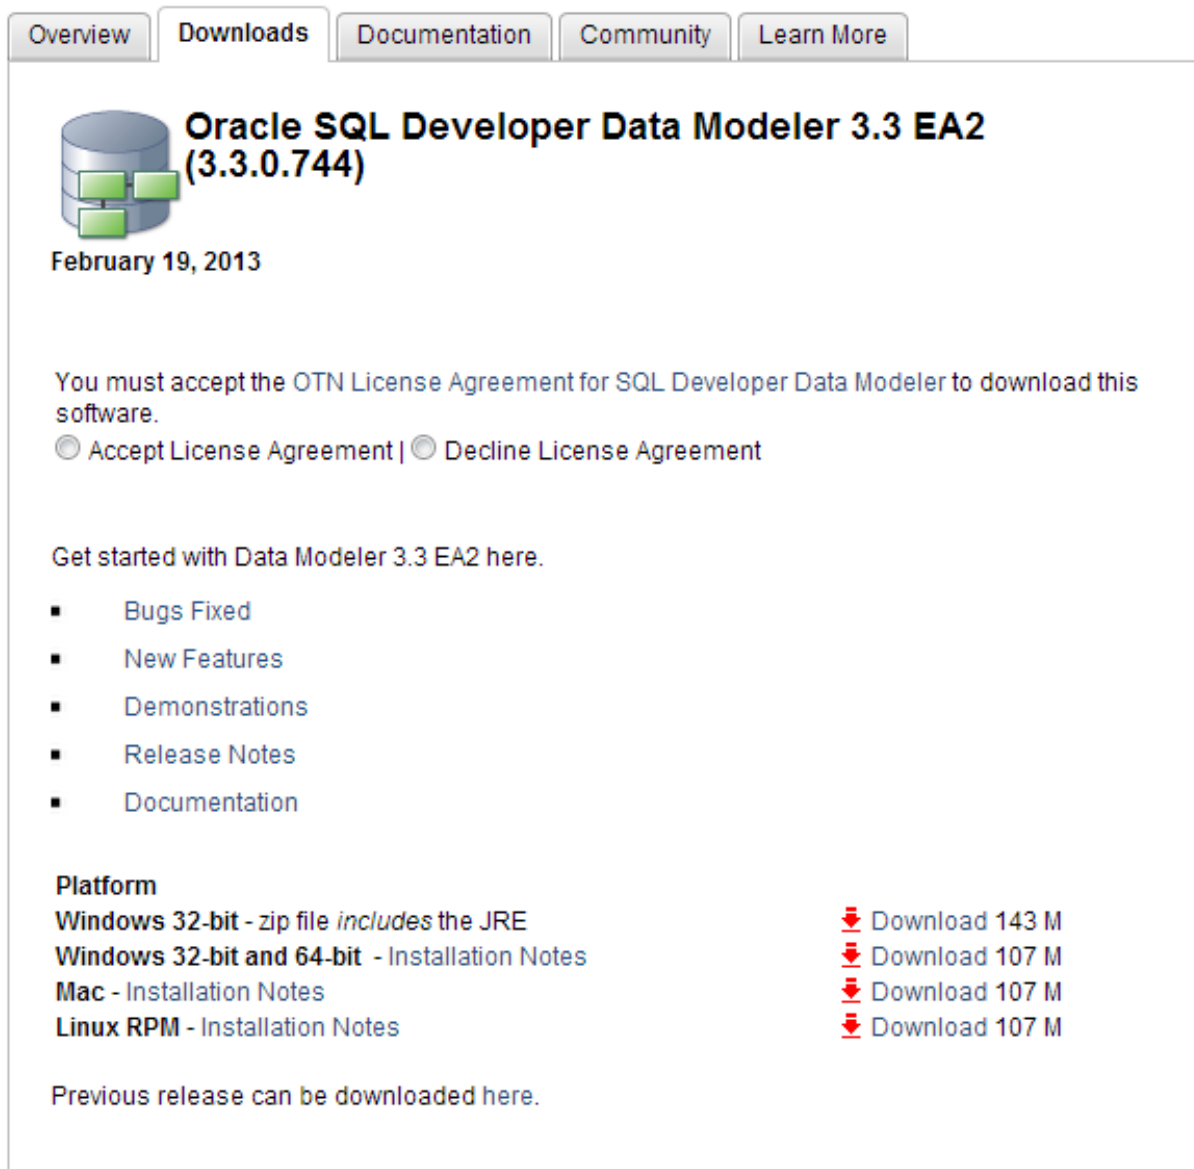 Overview Downloads Documentation Community Learn More
Oracle SQL Developer Data Modeler 3.3 EA2
(3.3.0.744)
February 19, 2013
You must accept the OTN License Agreement for SQL Developer Data Modeler to download this
software.
Accept License Agreement | Decline License Agreement
Get started with Data Modeler 3.3 EA2 here.
Bugs Fixed
New Features
Demonstrations
Release Notes
Documentation
Platform
Windows 32-bit - zip file includes the JRE Download 143 M
Windows 32-bit and 64-bit - Installation Notes Download 107 M
Mac - Installation Notes Download 107 M
Linux RPM - Installation Notes Download 107 M
Previous release can be downloaded here.